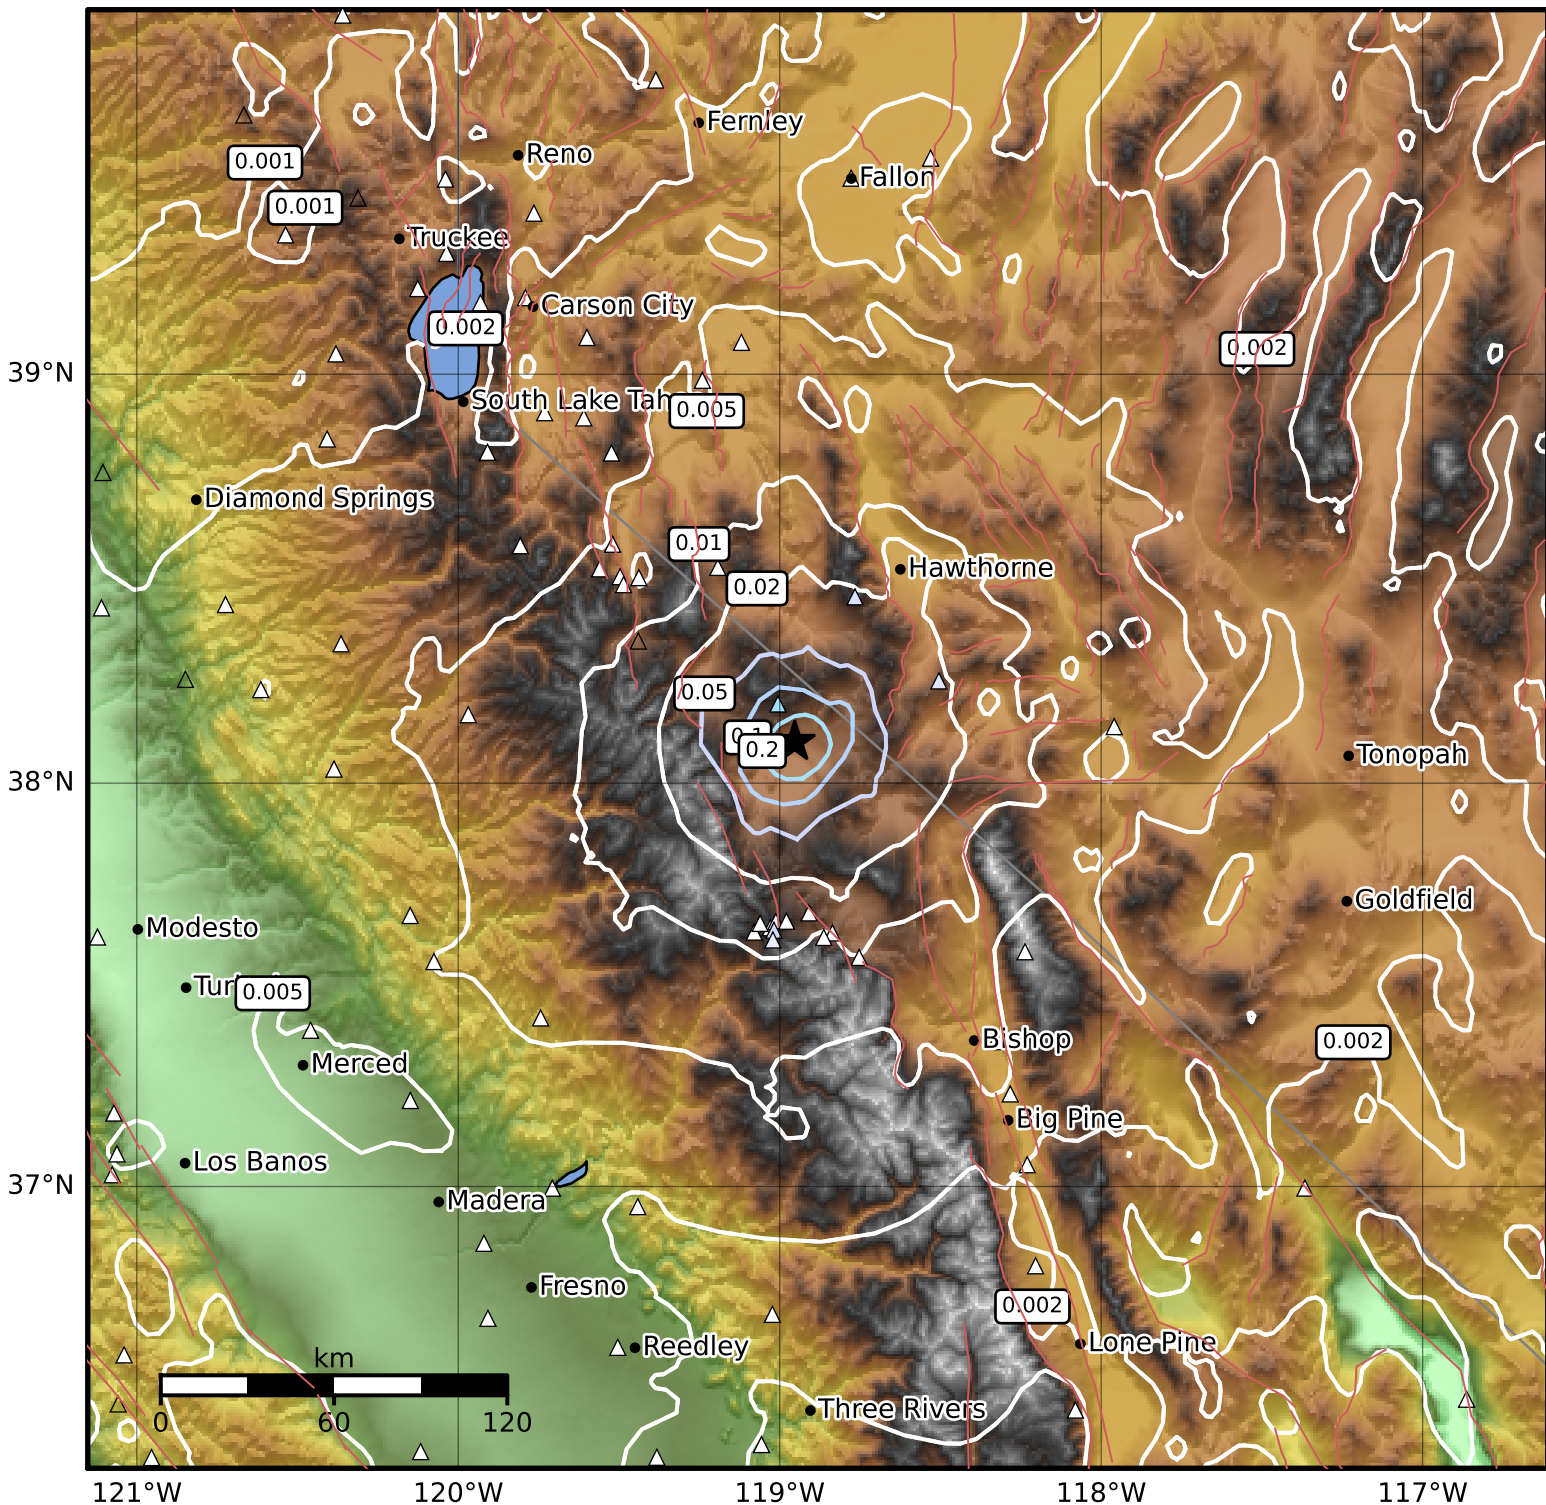 Fernley
Reno
0.001
Fallon
0.001
Truckee
Carson City
0.002
0.002
39°N
South Lake Tah
0.005
Diamond Springs
0.01
Hawthorne
0.02
0.05
0.2
Tonopah
38°N
Goldfield
Modesto
Tur
0.005
Bishop
0.002
Merced
Big Pine
Los Banos
37°N
Madera
Fresno
0.002
Lone Pine
Reedley
km
Three Rivers
0 60 120
121°W 120°W 119°W 118°W 117°W